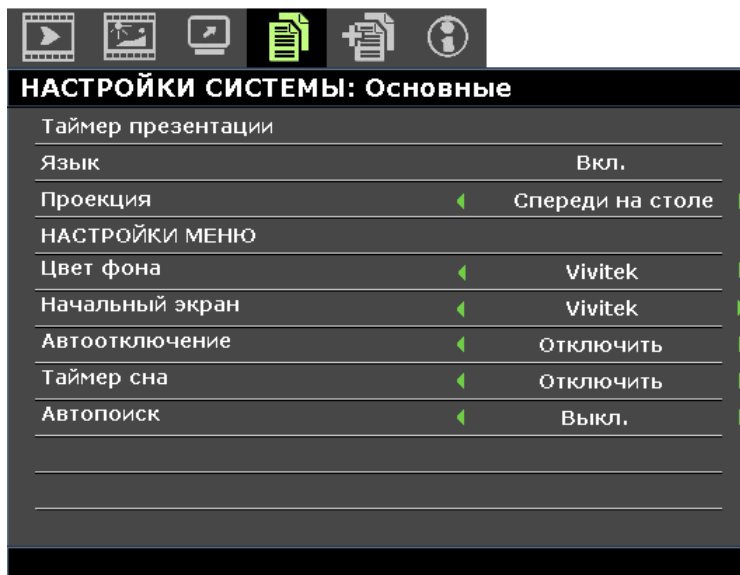 НАСТРОЙКИ СИСТЕМЫ: Основные
Таймер презентации
Язык Вкл.
Проекция Спереди на столе
НАСТРОЙКИ МЕНЮ
Цвет фона Vivitek
Начальный экран Vivitek
Автоотключение Отключить
Таймер сна Отключить
Автопоиск Выкл.